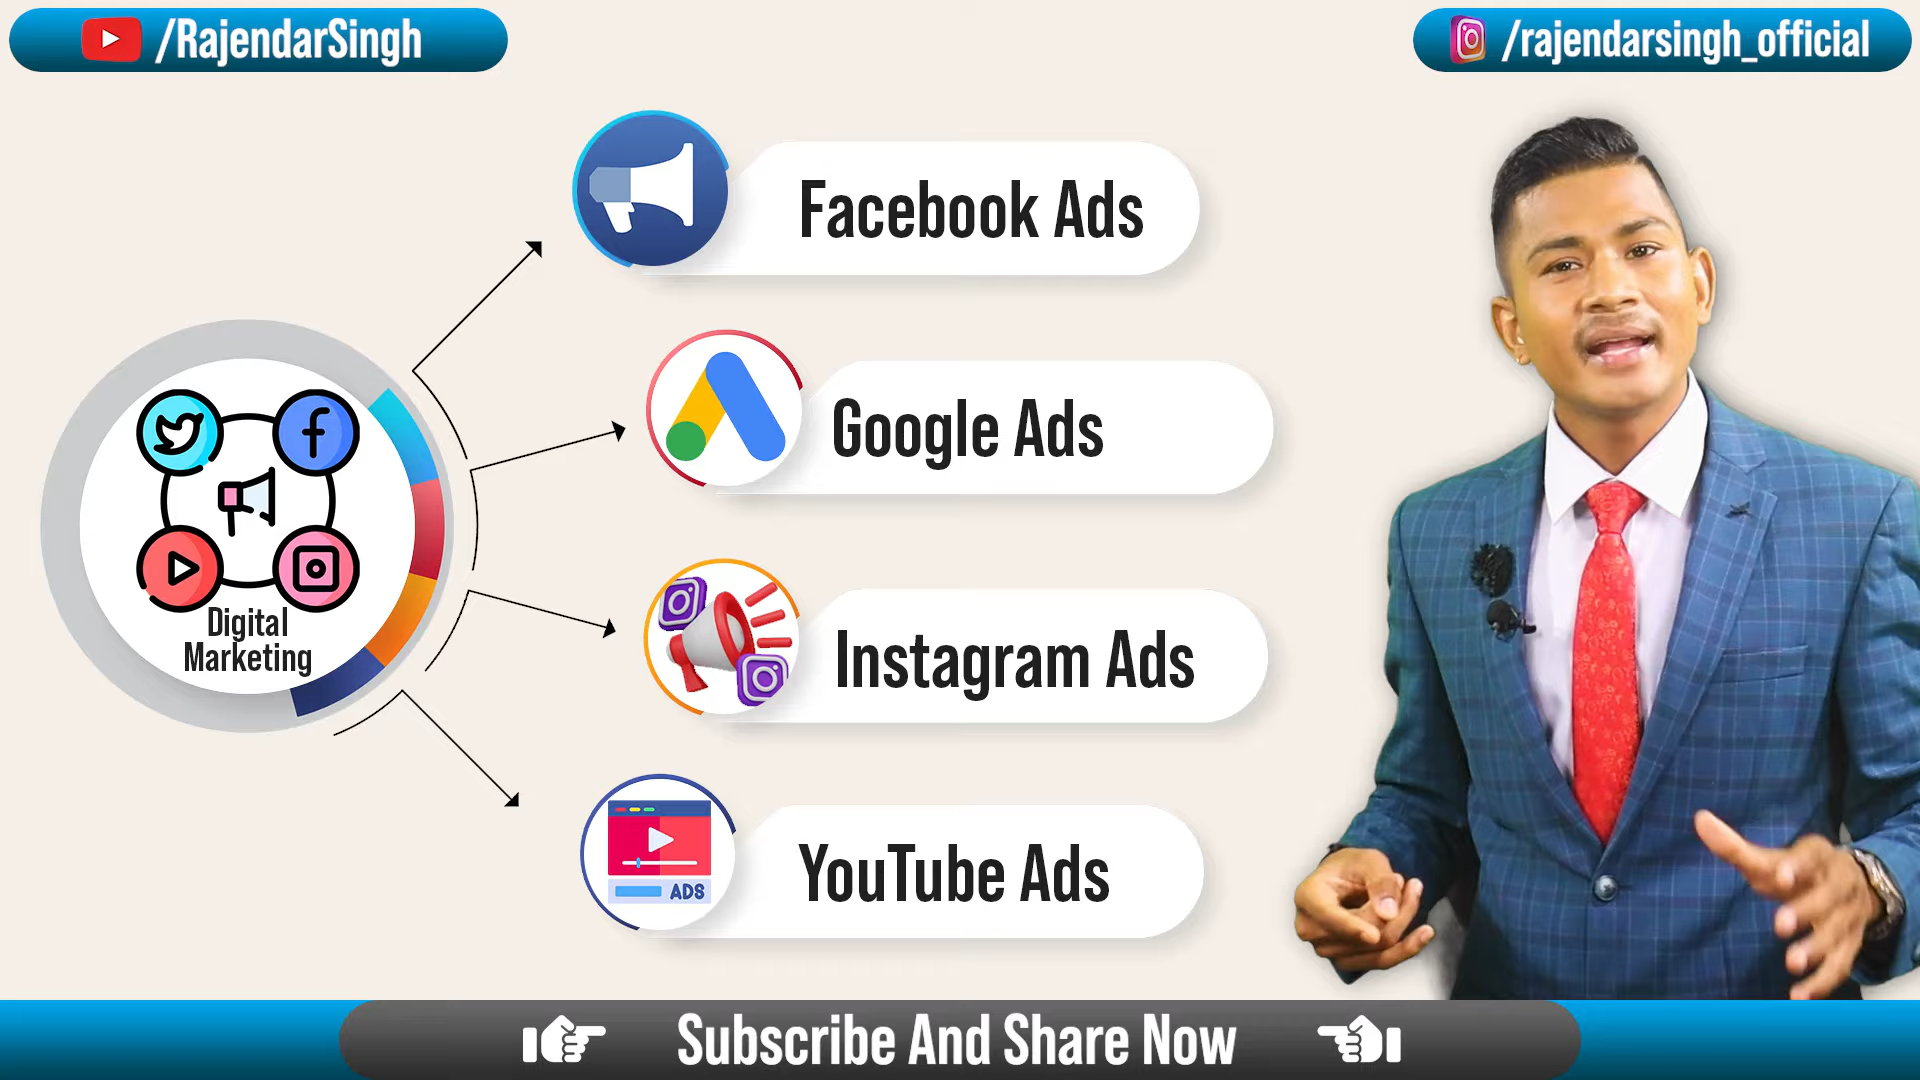 /RajendarSingh
/rajendarsingh_official
Facebook Ads
Google Ads
Digital
Marketing
Instagram Ads
YouTube Ads
ADS
Subscribe And Share Now